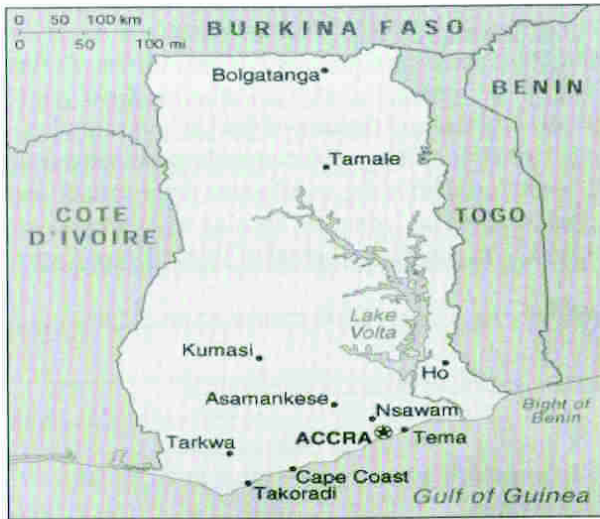 0 50 100 km
0 50 100 mi
BURKINA FASO
BENIN
Bolgatanga
Tamale
COTE
D'IVOIRE
TOGO
Lake
Volta
Kumasi
Ho
Asamankese
Nsawam
Bight of
Benin
ACCRA
Tema
Tarkwa
Cape Coast
Takoradi
Gulf of Guinea